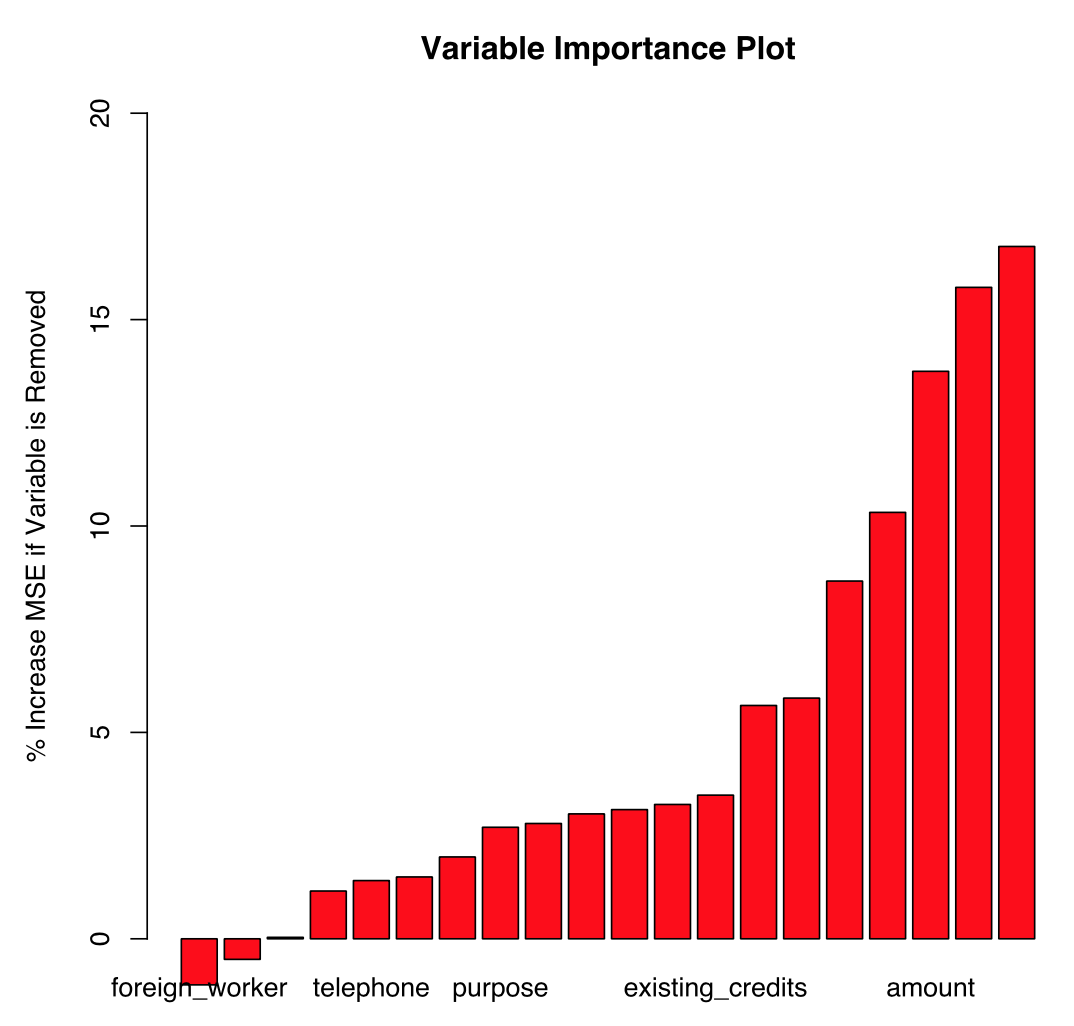 Variable Importance Plot
% Increase MSE if Variable is Removed
20
15
10
5
0
foreign_worker telephone purpose existing_credits amount